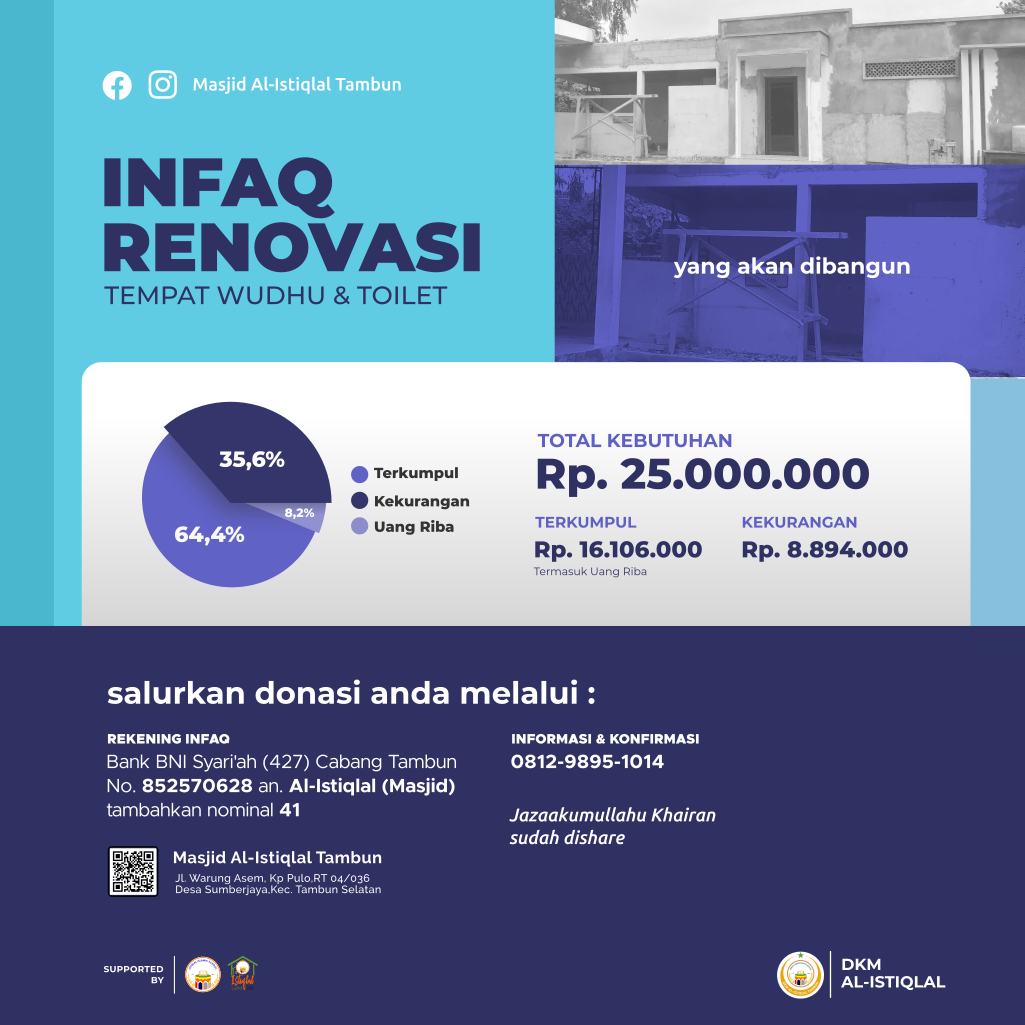 Masjid Al-Istiqlal Tambun
INFAQ
RENOVASI
TEMPAT WUDHU & TOILET
yang akan dibangun
35,6%
8,2%
64,4%
Terkumpul
Kekurangan
Uang Riba
TOTAL KEBUTUHAN
Rp. 25.000.000
TERKUMPUL
Rp. 16.106.000
Termasuk Uang Riba
KEKURANGAN
Rp. 8.894.000
salurkan donasi anda melalui :
REKENING INFAQ
Bank BNI Syari'ah (427) Cabang Tambun
No. 852570628 an. Al-Istiqlal (Masjid)
tambahkan nominal 41
INFORMASI & KONFIRMASI
0812-9895-1014
Jazaakumullahu Khairan
sudah dishare
Masjid Al-Istiqlal Tambun
Jl. Warung Asem, Kp Pulo,RT 04/036
Desa Sumberjaya,Kec. Tambun Selatan
SUPPORTED
BY
Istiqlal
DKM
AL-ISTIQLAL